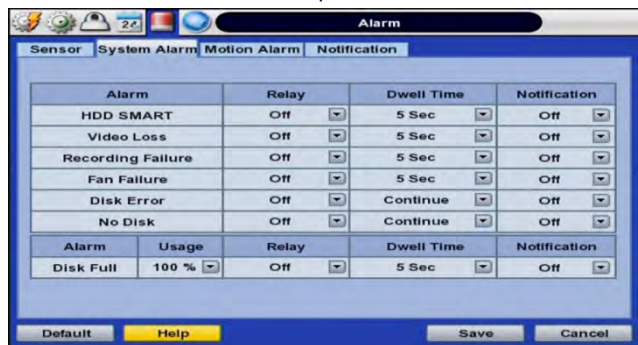 Alarm
Sensor System Alarm Motion Alarm Notification
Alarm Relay Dwell Time Notification
HDD SMART Off 5 Sec Off
Video Loss Off 5 Sec Off
Recording Failure Off 5 Sec Off
Fan Failure Off 5 Sec Off
Disk Error Off Continue Off
No Disk Off Continue Off
Alarm Usage Relay Dwell Time Notification
Disk Full 100 % Off 5 Sec Off
Default Help Save Cancel